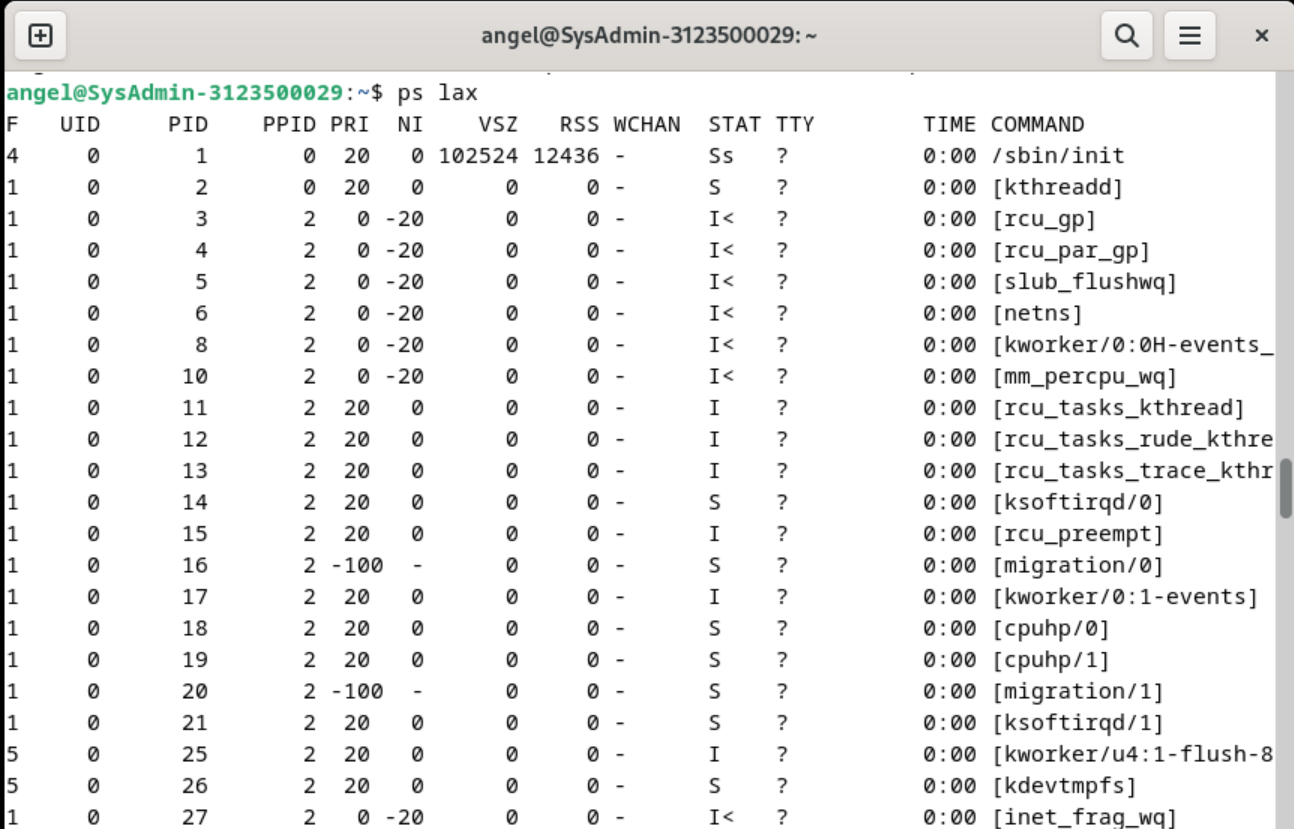 angel@SysAdmin-3123500029: ~
angel@SysAdmin-3123500029:~$ ps lax
F   UID     PID    PPID PRI  NI    VSZ   RSS WCHAN  STAT TTY        TIME COMMAND
4     0       1       0  20   0 102524 12436 -      Ss   ?          0:00 /sbin/init
1     0       2       0  20   0      0     0 -      S    ?          0:00 [kthreadd]
1     0       3       2   0 -20      0     0 -      I<   ?          0:00 [rcu_gp]
1     0       4       2   0 -20      0     0 -      I<   ?          0:00 [rcu_par_gp]
1     0       5       2   0 -20      0     0 -      I<   ?          0:00 [slub_flushwq]
1     0       6       2   0 -20      0     0 -      I<   ?          0:00 [netns]
1     0       8       2   0 -20      0     0 -      I<   ?          0:00 [kworker/0:0H-events_
1     0      10       2   0 -20      0     0 -      I<   ?          0:00 [mm_percpu_wq]
1     0      11       2  20   0      0     0 -      I    ?          0:00 [rcu_tasks_kthread]
1     0      12       2  20   0      0     0 -      I    ?          0:00 [rcu_tasks_rude_kthre
1     0      13       2  20   0      0     0 -      I    ?          0:00 [rcu_tasks_trace_kthr
1     0      14       2  20   0      0     0 -      S    ?          0:00 [ksoftirqd/0]
1     0      15       2  20   0      0     0 -      I    ?          0:00 [rcu_preempt]
1     0      16       2 -100  -      0     0 -      S    ?          0:00 [migration/0]
1     0      17       2  20   0      0     0 -      I    ?          0:00 [kworker/0:1-events]
1     0      18       2  20   0      0     0 -      S    ?          0:00 [cpuhp/0]
1     0      19       2  20   0      0     0 -      S    ?          0:00 [cpuhp/1]
1     0      20       2 -100  -      0     0 -      S    ?          0:00 [migration/1]
1     0      21       2  20   0      0     0 -      S    ?          0:00 [ksoftirqd/1]
5     0      25       2  20   0      0     0 -      I    ?          0:00 [kworker/u4:1-flush-8
5     0      26       2  20   0      0     0 -      S    ?          0:00 [kdevtmpfs]
1     0      27       2   0 -20      0     0 -      I<   ?          0:00 [inet_frag_wq]